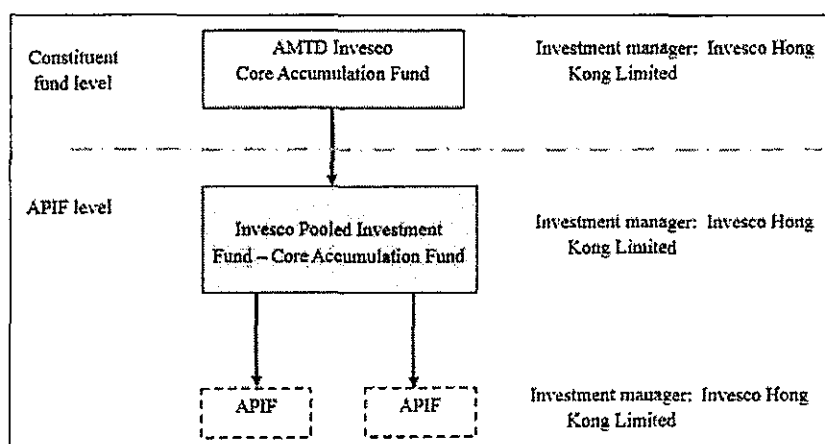 Constituent
fund level
AMTD Invesco
Core Accumulation Fund
Investment manager: Invesco Hong
Kong Limited
APIF level
Invesco Pooled Investment
Fund – Core Accumulation Fund
Investment manager: Invesco Hong
Kong Limited
APIF
APIF
Investment manager: Invesco Hong
Kong Limited